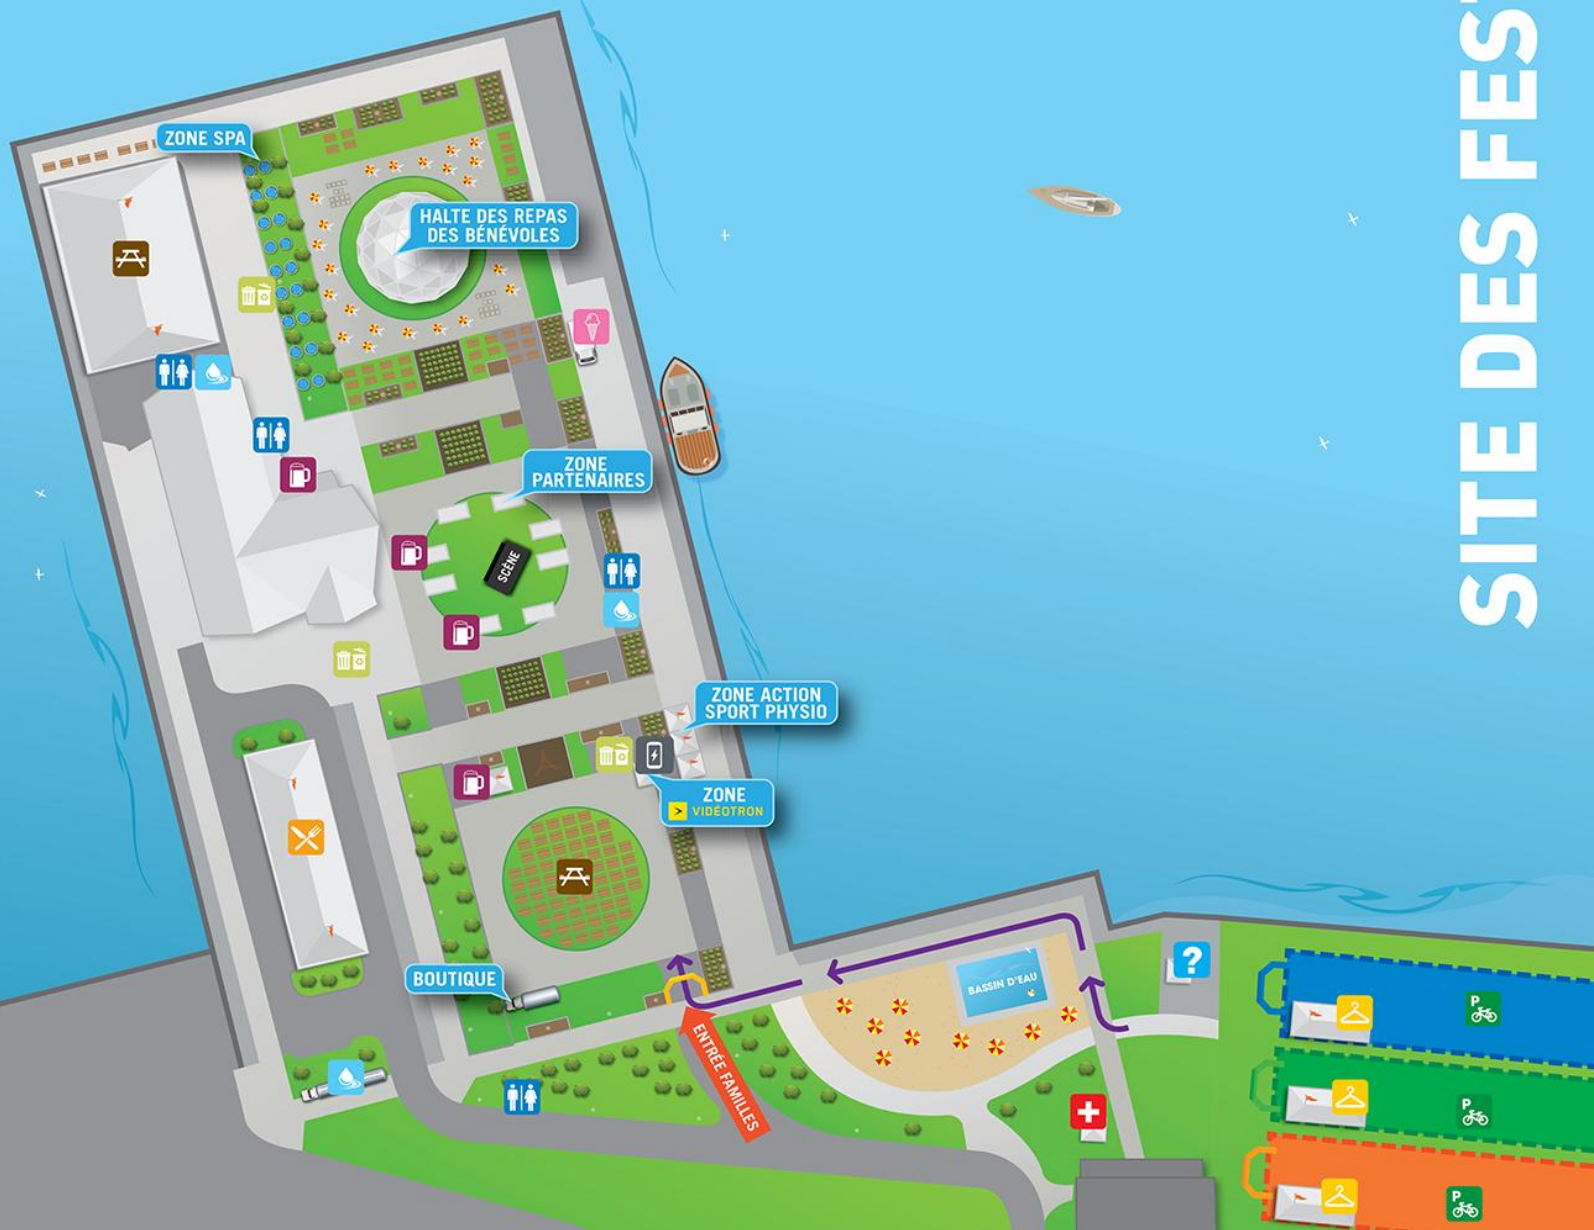 ZONE SPA
HALTE DES REPAS
DES BÉNÉVOLES
ZONE
PARTENAIRES
SCÈNE
ZONE ACTION
SPORT PHYSIO
ZONE
VIDÉOTRON
BOUTIQUE
BASSIN D'EAU
?
ENTRÉE FAMILLES
P
P
P
SITE DES FES